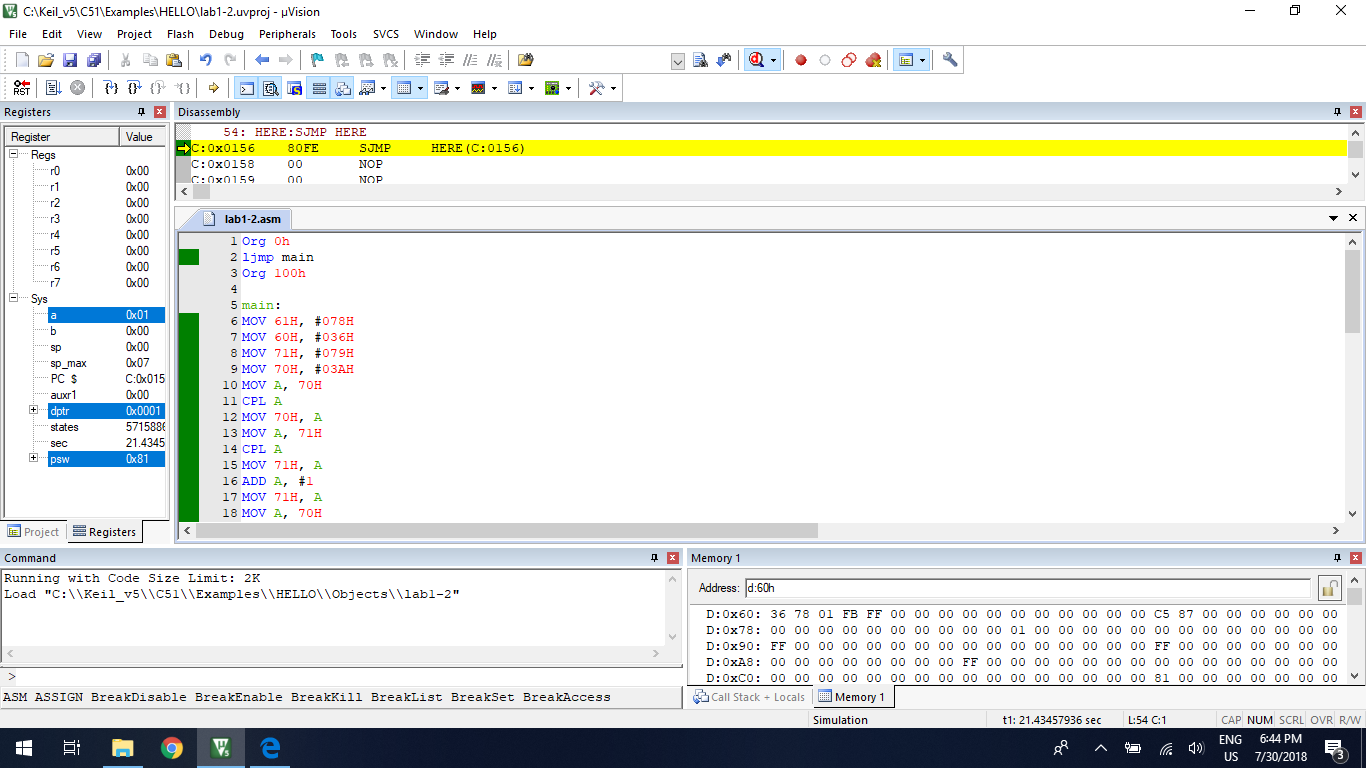 C:\Keil_v5\C51\Examples\HELLO\lab1-2.uvproj - µVision
File Edit View Project Flash Debug Peripherals Tools SVCS Window Help
RST
Registers
Register Value
Regs
r0 0x00
r1 0x00
r2 0x00
r3 0x00
r4 0x00
r5 0x00
r6 0x00
r7 0x00
Sys
a 0x01
b 0x00
sp 0x00
sp_max 0x07
PC $ C:0x015
auxr1 0x00
dptr 0x0001
states 5715886
sec 21.4345
psw 0x81
Project Registers
Disassembly
54: HERE:SJMP HERE
C:0x0156 80FE SJMP HERE(C:0156)
C:0x0158 00 NOP
C:0x0159 00 NOP
lab1-2.asm
1 Org 0h
2 ljmp main
3 Org 100h
4
5 main:
6 MOV 61H, #078H
7 MOV 60H, #036H
8 MOV 71H, #079H
9 MOV 70H, #03AH
10 MOV A, 70H
11 CPL A
12 MOV 70H, A
13 MOV A, 71H
14 CPL A
15 MOV 71H, A
16 ADD A, #1
17 MOV 71H, A
18 MOV A, 70H
Command
Running with Code Size Limit: 2K
Load "C:\\Keil_v5\\C51\\Examples\\HELLO\\Objects\\lab1-2"
>
ASM ASSIGN BreakDisable BreakEnable BreakKill BreakList BreakSet BreakAccess
Memory 1
Address: d:60h
D:0x60: 36 78 01 FB FF 00 00 00 00 00 00 00 00 00 00 00 C5 87 00 00 00 00 00 00
D:0x78: 00 00 00 00 00 00 00 00 00 00 01 00 00 00 00 00 00 00 00 00 00 00 00 00
D:0x90: FF 00 00 00 00 00 00 00 00 00 00 00 00 00 00 00 FF 00 00 00 00 00 00 00
D:0xA8: 00 00 00 00 00 00 00 00 FF 00 00 00 00 00 00 00 00 00 00 00 00 00 00 00
D:0xC0: 00 00 00 00 00 00 00 00 00 00 00 00 00 00 00 00 81 00 00 00 00 00 00 00
Call Stack + Locals Memory 1
Simulation t1: 21.43457936 sec L:54 C:1 CAP NUM SCRL OVR R/W
ENG 6:44 PM
US 7/30/2018
3